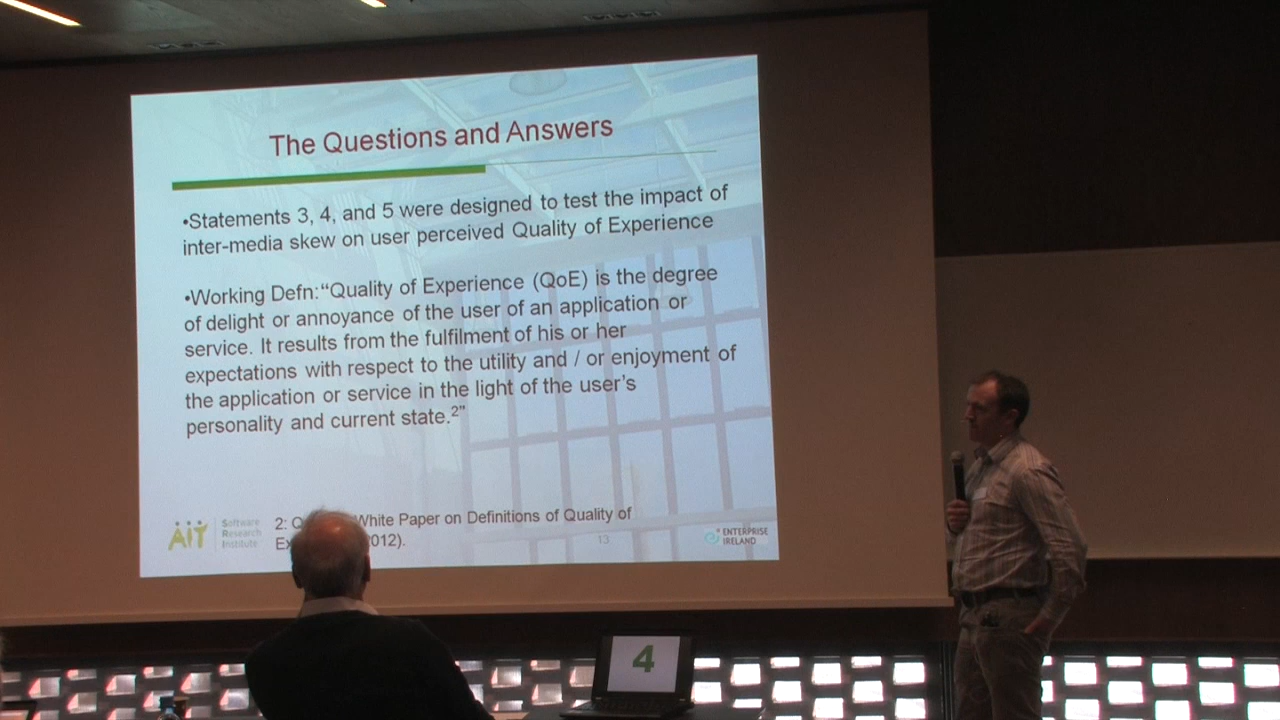 The Questions and Answers
•Statements 3, 4, and 5 were designed to test the impact of
inter-media skew on user perceived Quality of Experience
•Working Defn:“Quality of Experience (QoE) is the degree
of delight or annoyance of the user of an application or
service. It results from the fulfilment of his or her
expectations with respect to the utility and / or enjoyment of
the application or service in the light of the user’s
personality and current state.2”
2: White Paper on Definitions of Quality of
2012).
AIT
Software
Research
Institute
13
ENTERPRISE
IRELAND
4